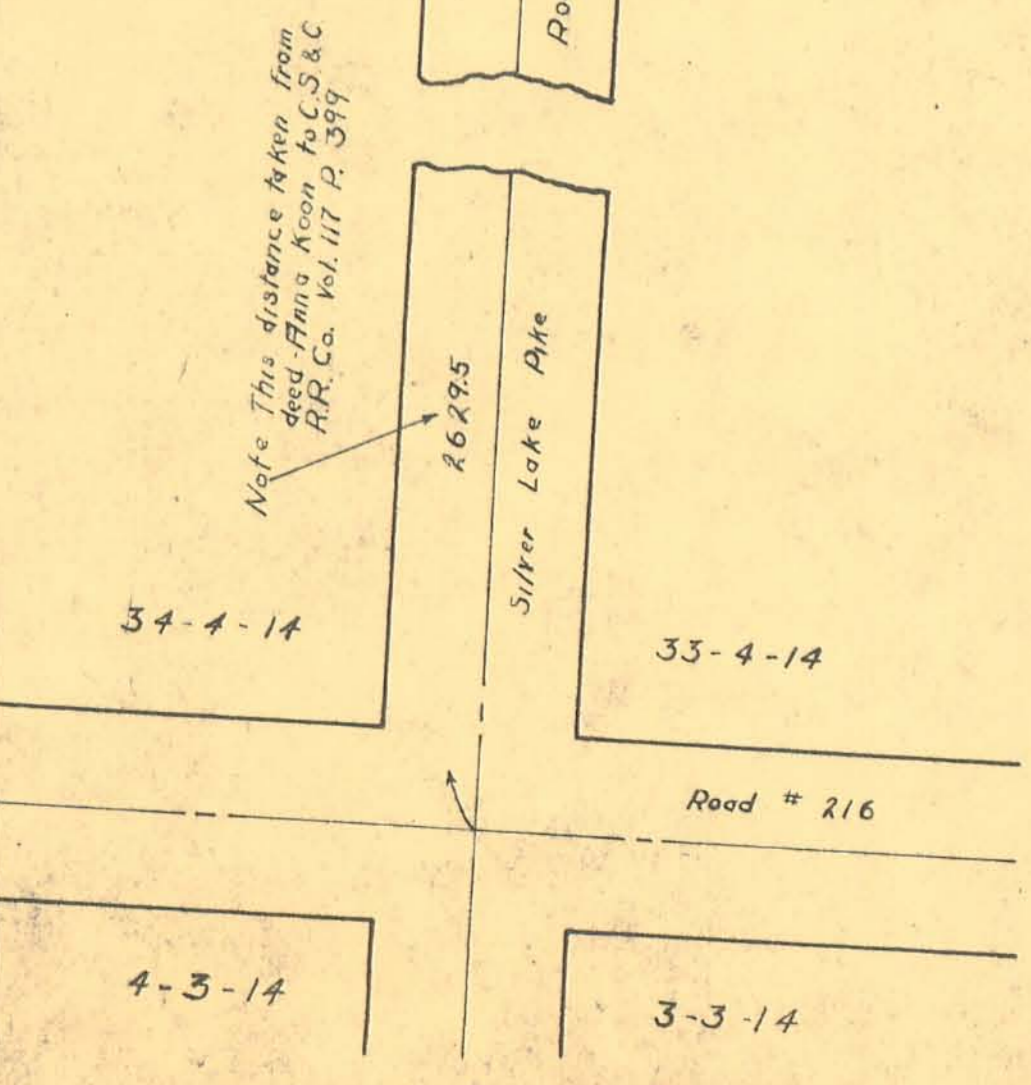 Ro
Note This distance taken from
deed-Anna Koon to C.S.&C.
R.R. Co. Vol. 117 P. 399
2629.5
Silver Lake Pike
34-4-14
33-4-14
Road # 216
4-3-14
3-3-14